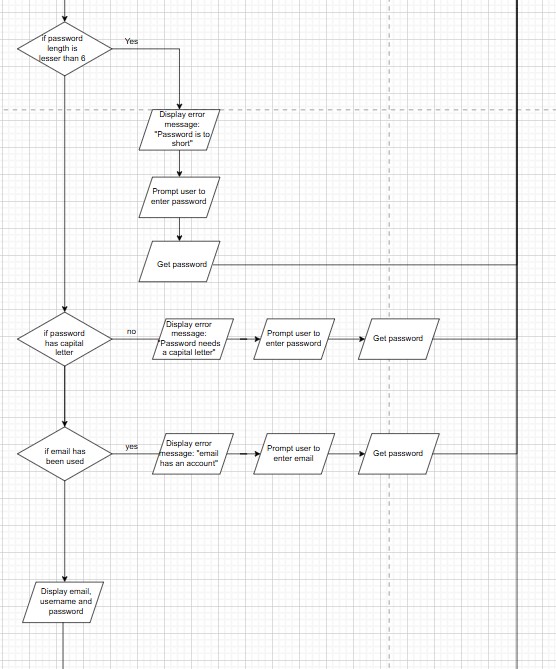 if password
length is
lesser than 6
Yes
Display error
message:
"Password is to
short"
Prompt user to
enter password
Get password
if password
has capital
letter
no
Display error
message:
"Password needs
a capital letter"
Prompt user to
enter password
Get password
if email has
been used
yes
Display error
message: "email
has an account"
Prompt user to
enter email
Get password
Display email,
username and
password